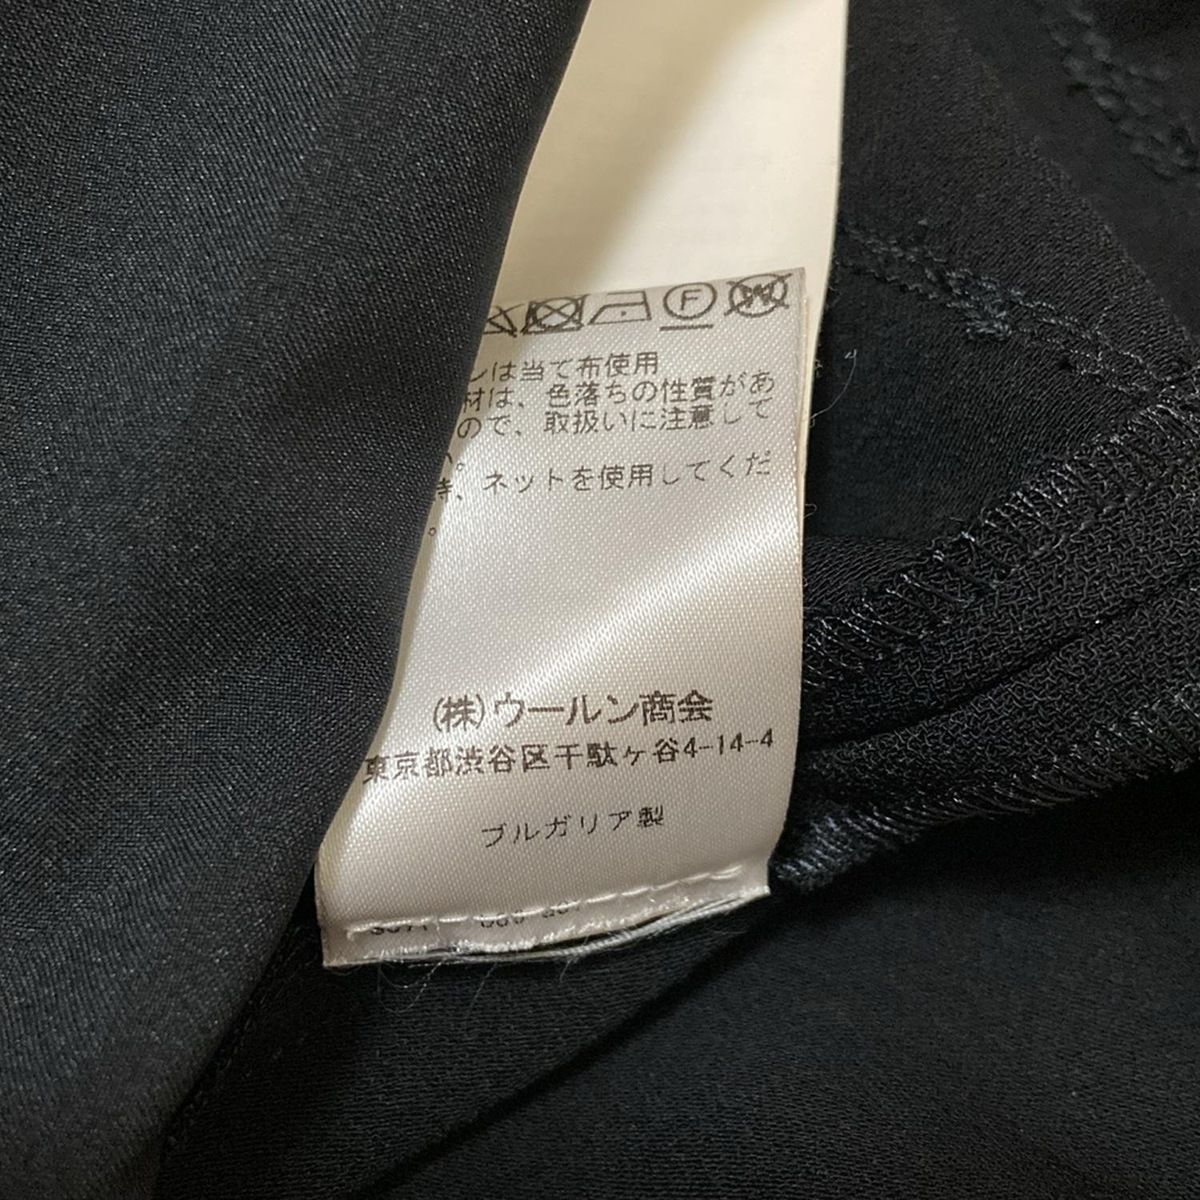 F W
ンは当て布使用
材は、色落ちの性質があ
ので、取扱いに注意して
い。
時、ネットを使用してくだ
。
(株)ウールン商会
東京都渋谷区千駄ヶ谷4-14-4
ブルガリア製